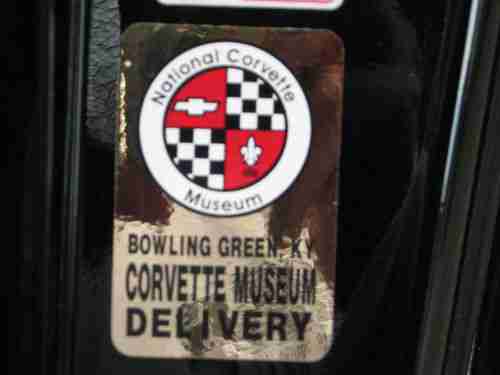 National Corvette
Museum
BOWLING GREEN, KY
CORVETTE MUSEUM
DELIVERY